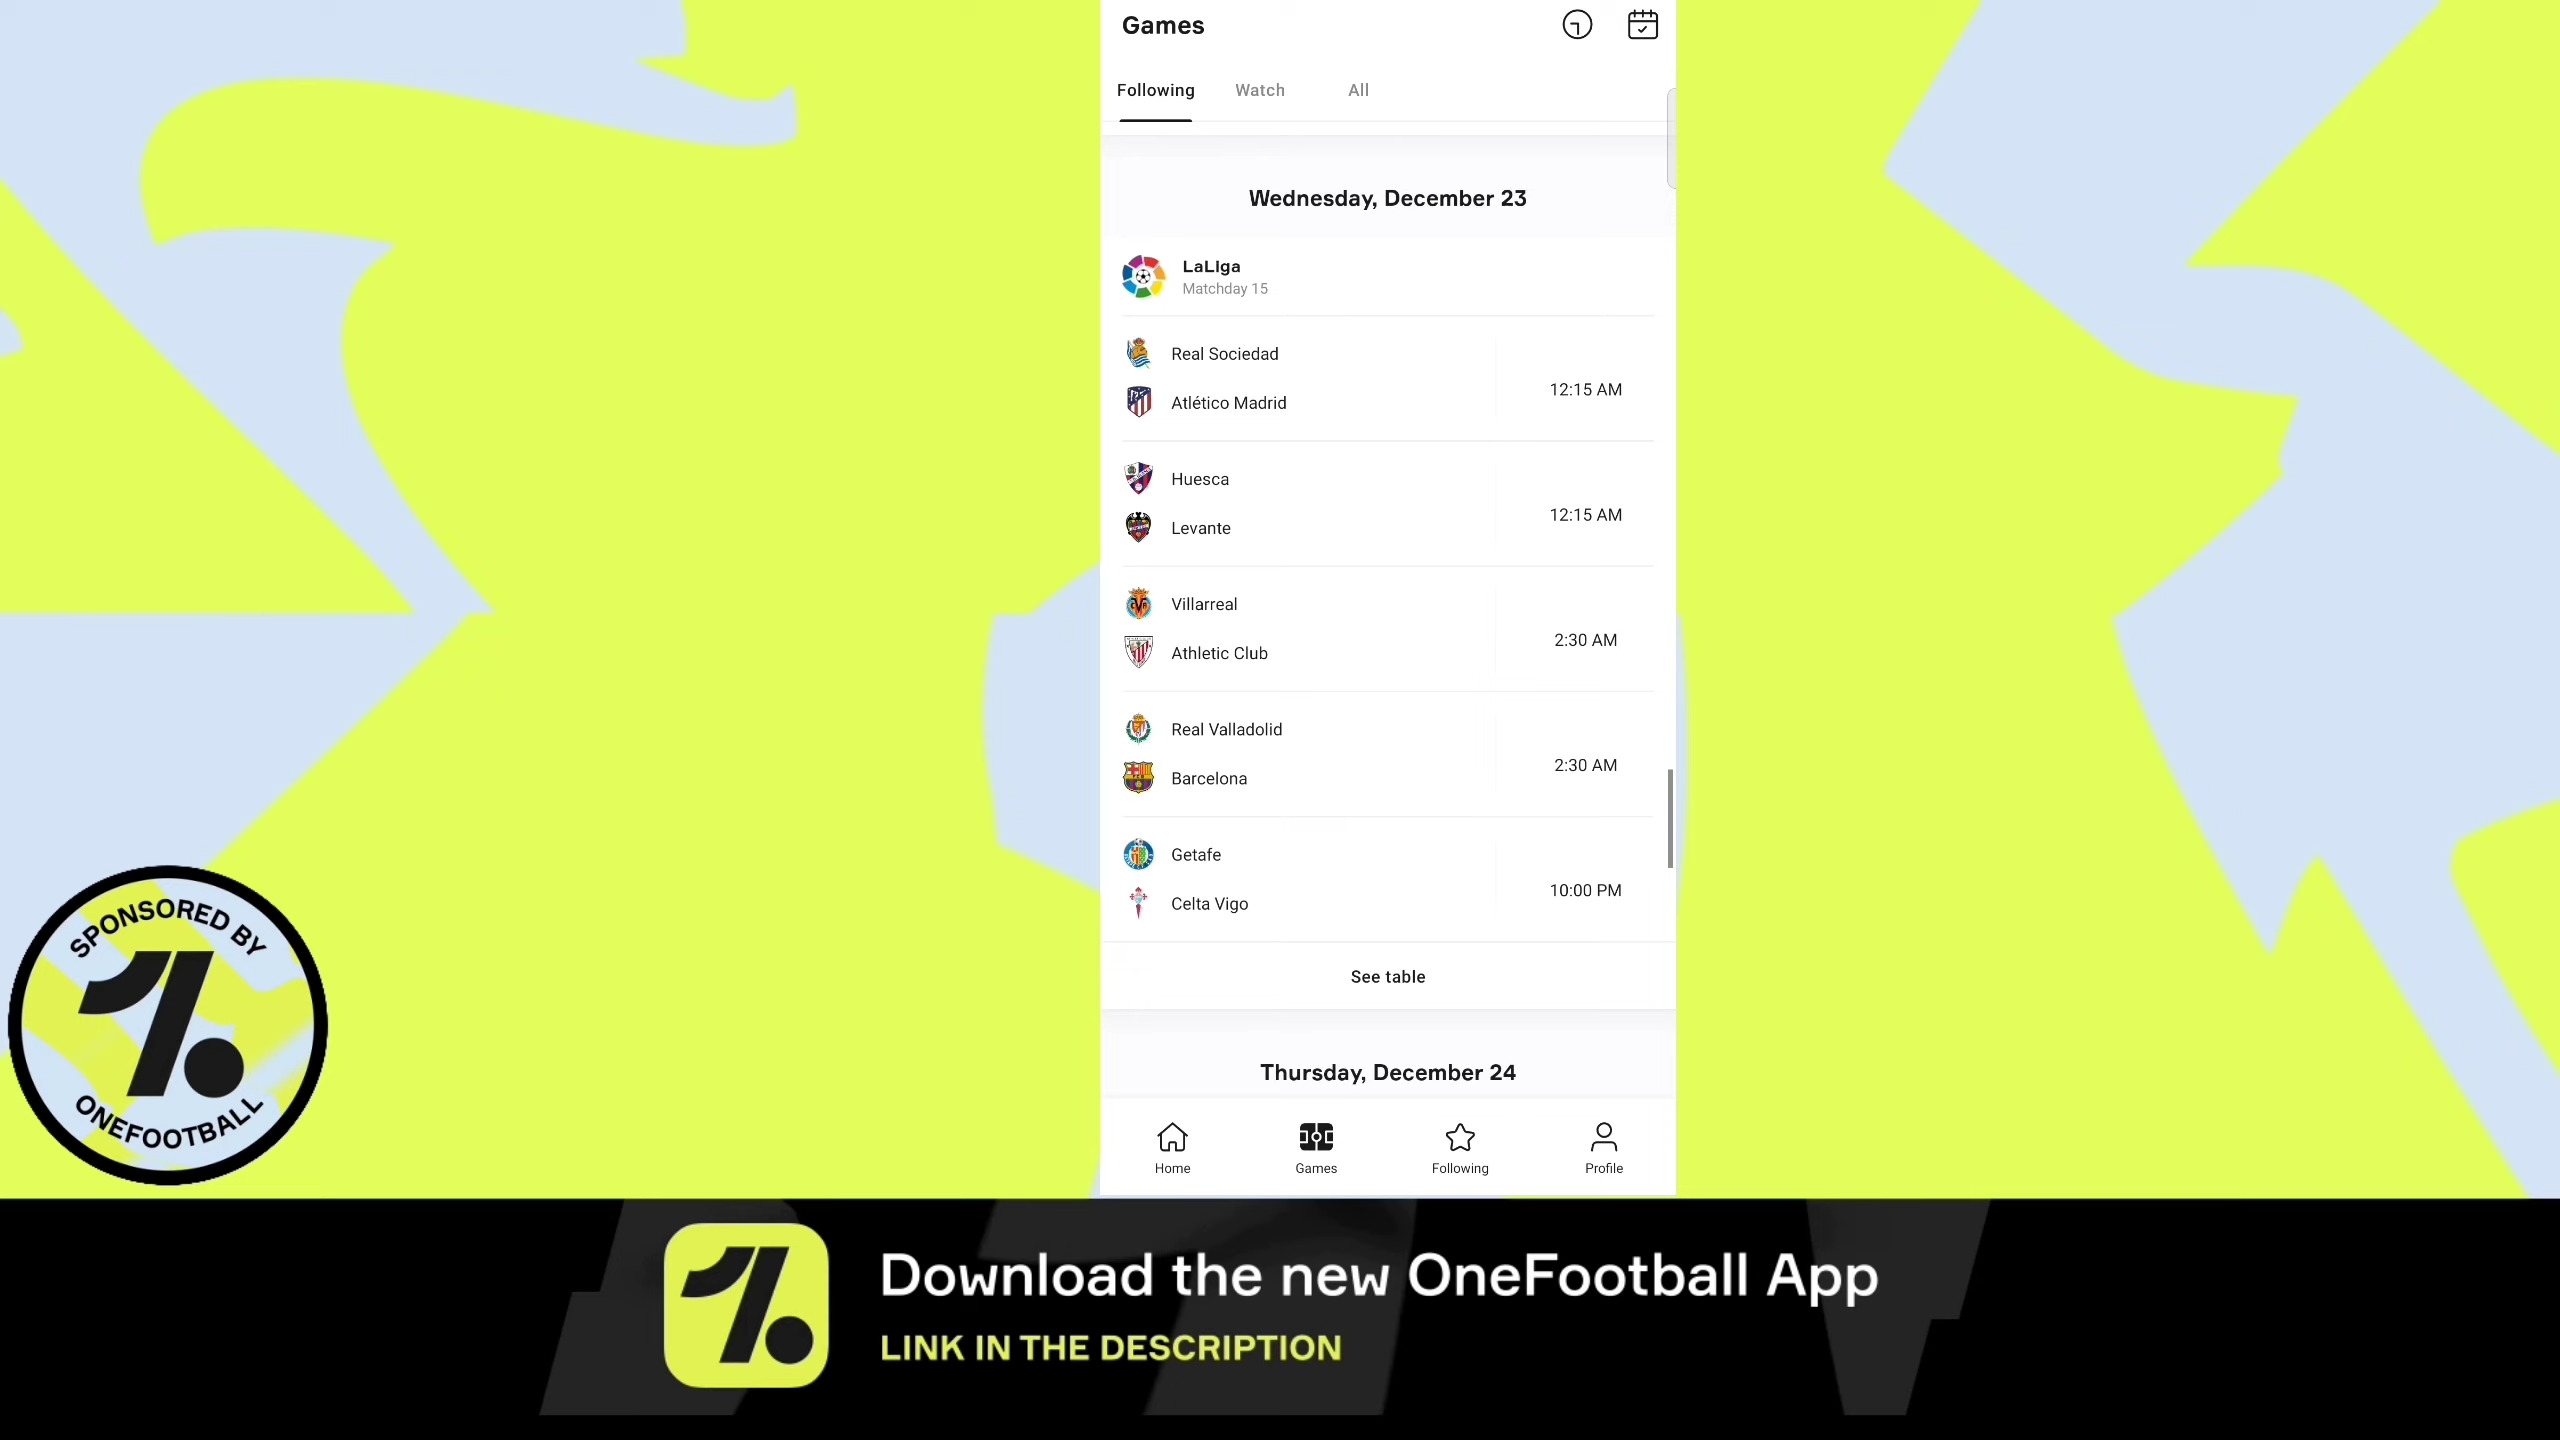 Games
Following
Watch
All
Wednesday, December 23
LaLiga
Matchday 15
Real Sociedad
Atlético Madrid
12:15 AM
Huesca
Levante
12:15 AM
Villarreal
Athletic Club
2:30 AM
Real Valladolid
Barcelona
2:30 AM
Getafe
Celta Vigo
10:00 PM
See table
Thursday, December 24
Home
Games
Following
Profile
SPONSORED BY
ONEFOOTBALL
Download the new OneFootball App
LINK IN THE DESCRIPTION